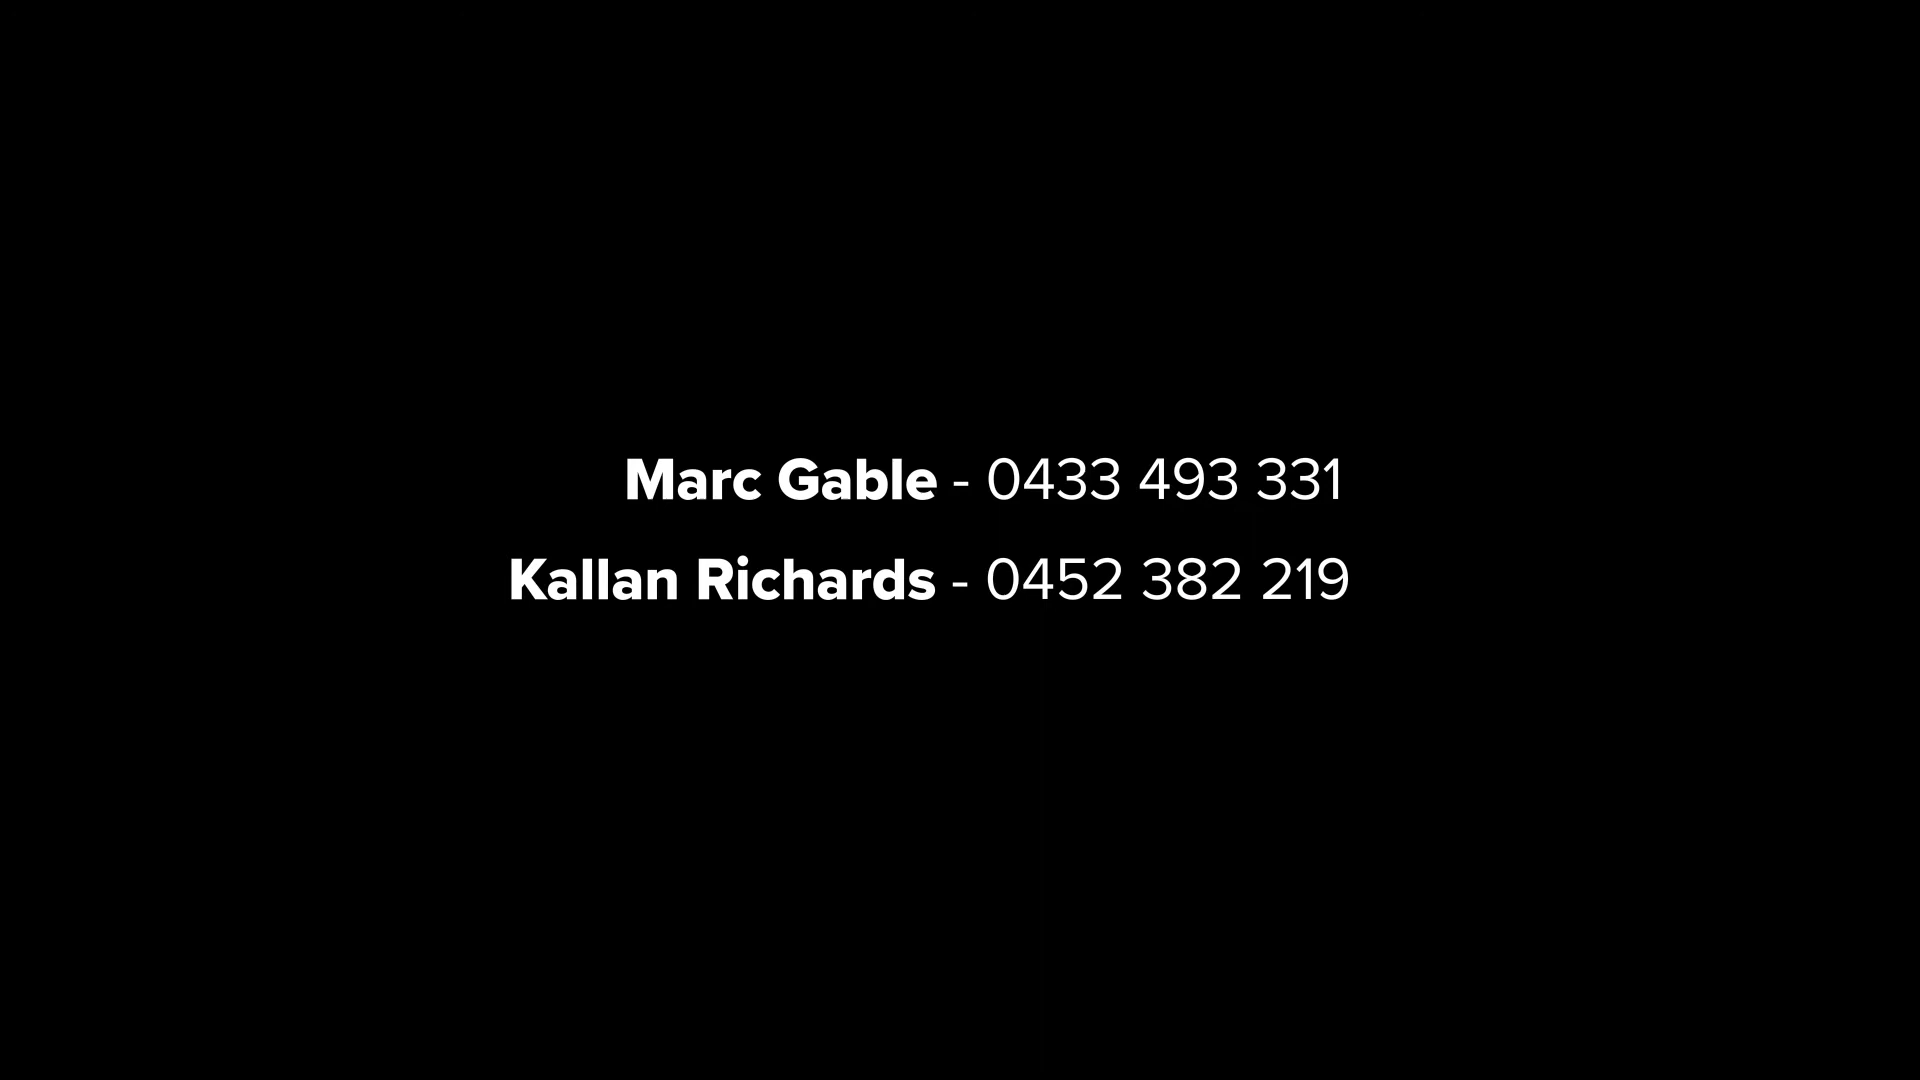 Marc Gable - 0433 493 331
Kallan Richards - 0452 382 219